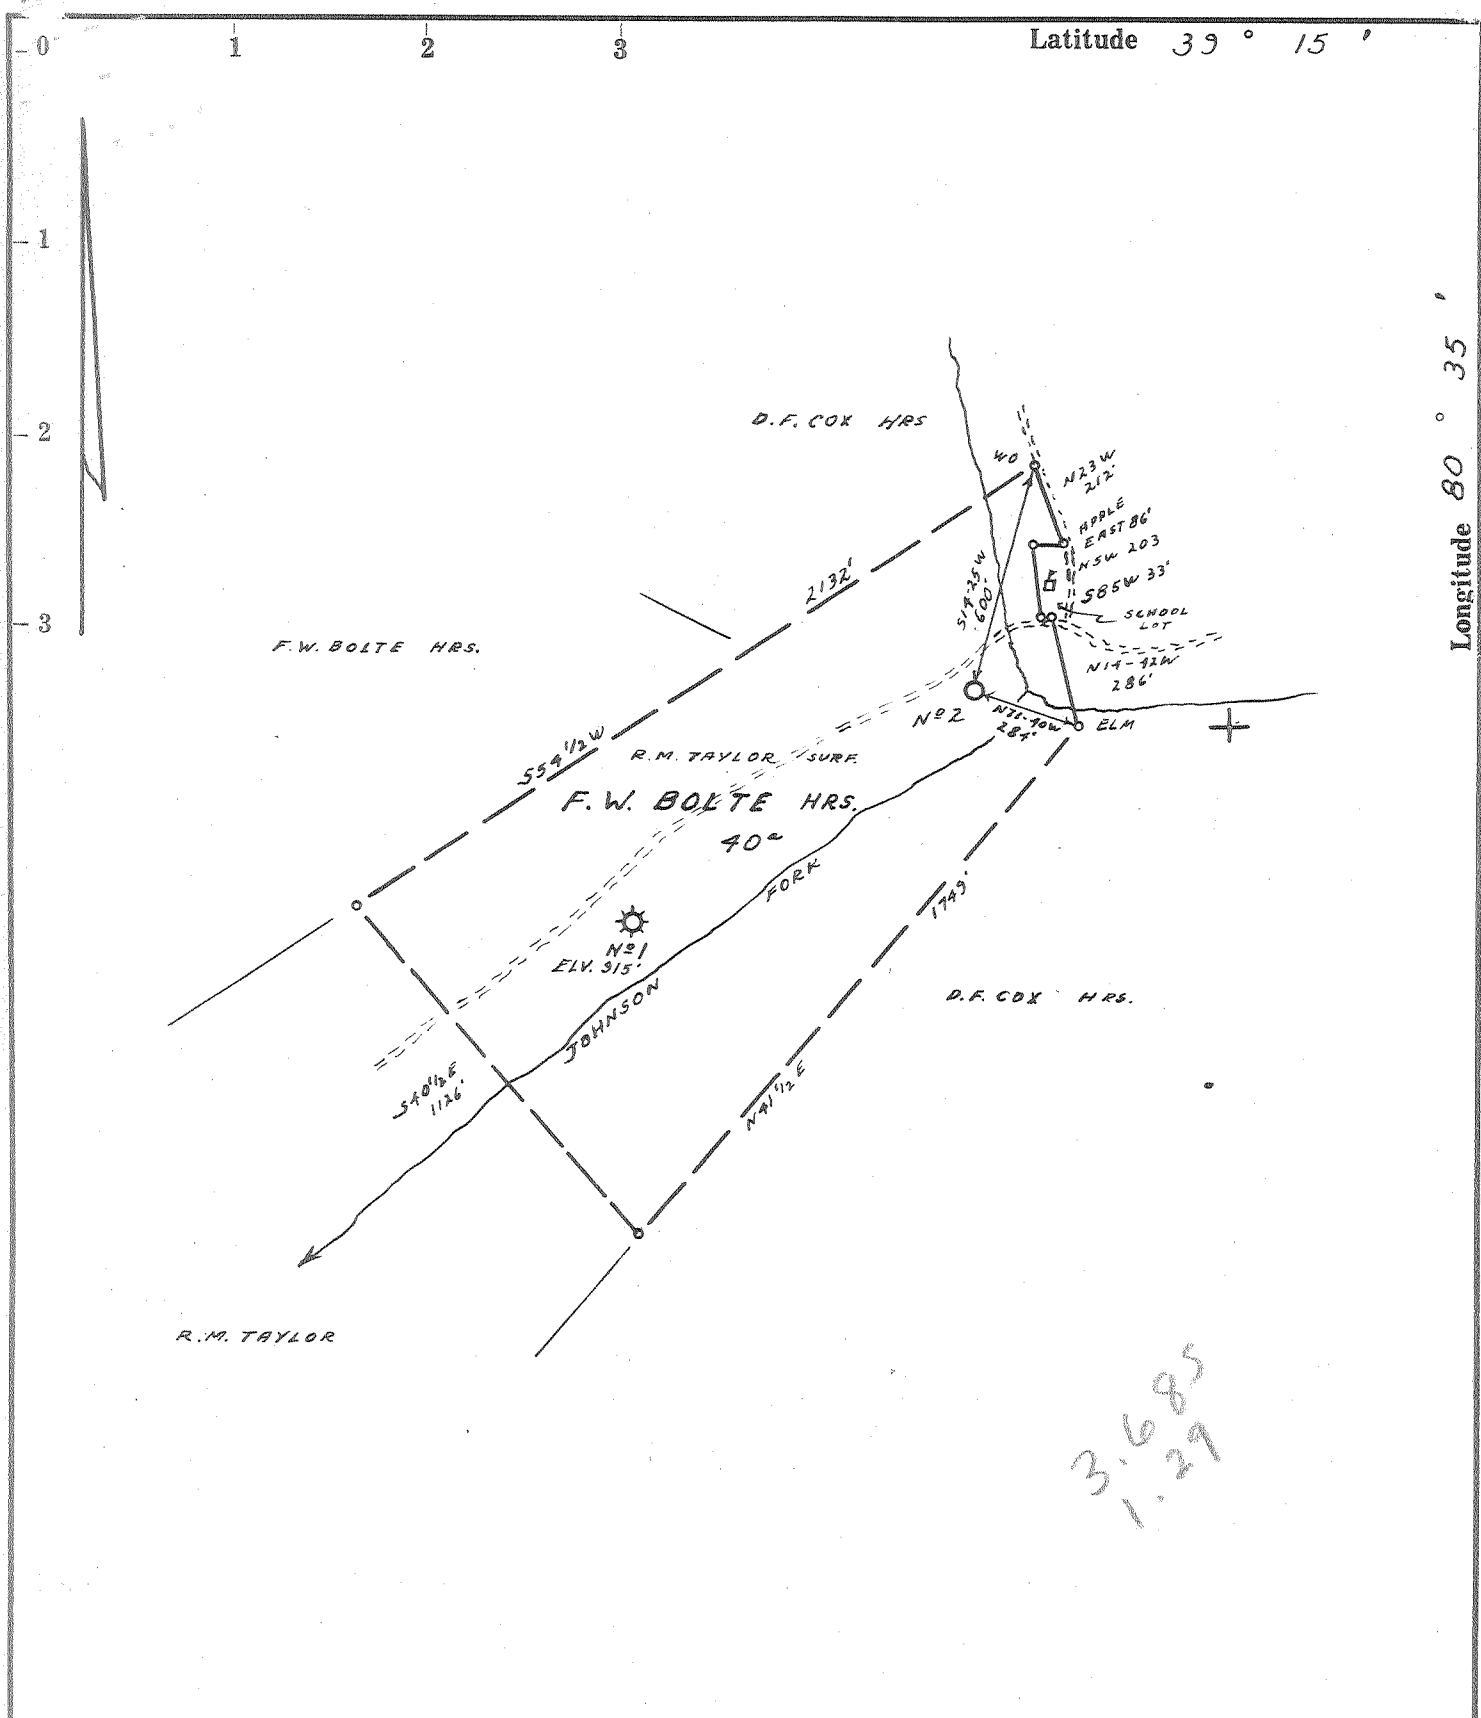 0 1 2 3
Latitude 39 ° 15 '
1
2
3
Longitude 80 ° 35 '
D.F. COX HRS
WO
N23W
212'
APPLE
EAST 86'
N5W 203
S85W 33'
SCHOOL
LOT
N14-42W
286'
S14-25W
600'
2132'
S54 1/2 W
F.W. BOLTE HRS.
Nº2
ELM
R.M. TAYLOR SURF.
F.W. BOLTE HRS.
40a
Nº1
ELV. 915'
JOHNSON FORK
1749'
N41 1/2 E
D.F. COX HRS.
S40 1/2 E
1126'
R.M. TAYLOR
3.685
1.29